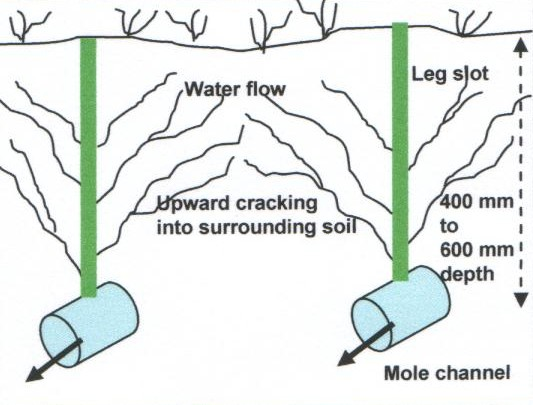 Leg slot
Water flow
Upward cracking
into surrounding soil
400 mm
to
600 mm
depth
Mole channel